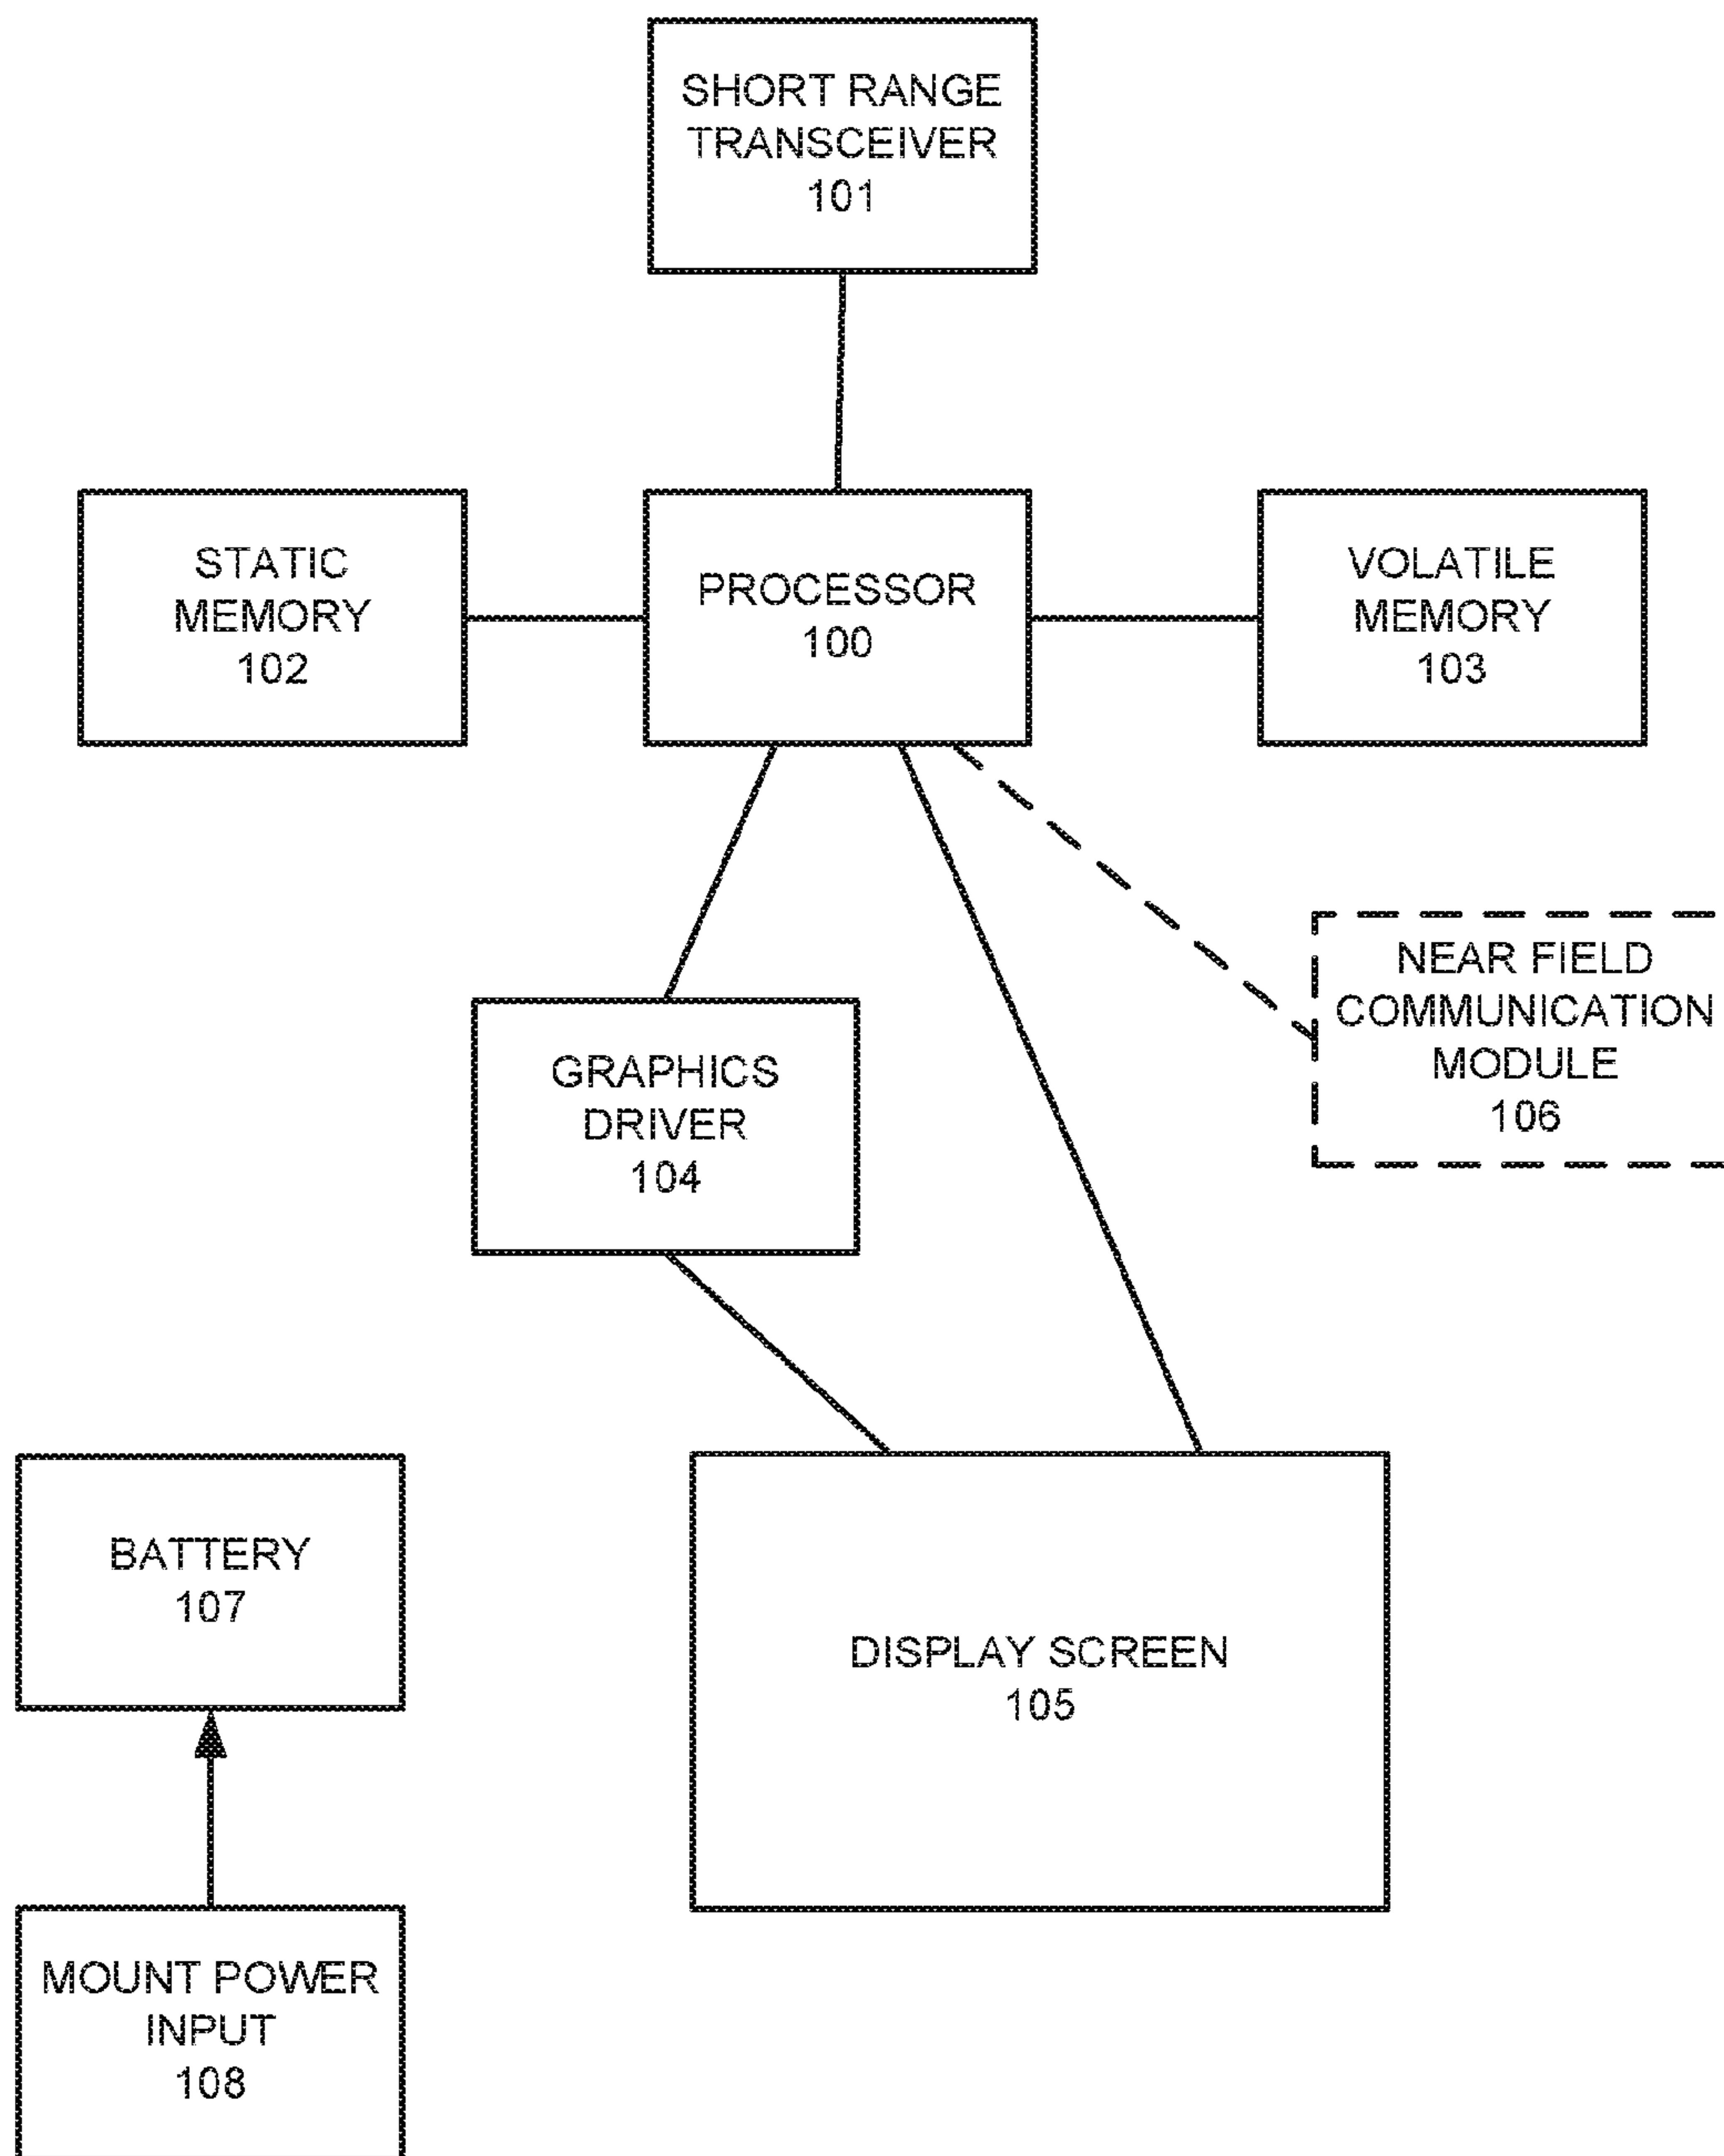 SHORT RANGE
TRANSCEIVER
101
STATIC
MEMORY
102
PROCESSOR
100
VOLATILE
MEMORY
103
NEAR FIELD
COMMUNICATION
MODULE
106
GRAPHICS
DRIVER
104
BATTERY
107
DISPLAY SCREEN
105
MOUNT POWER
INPUT
108